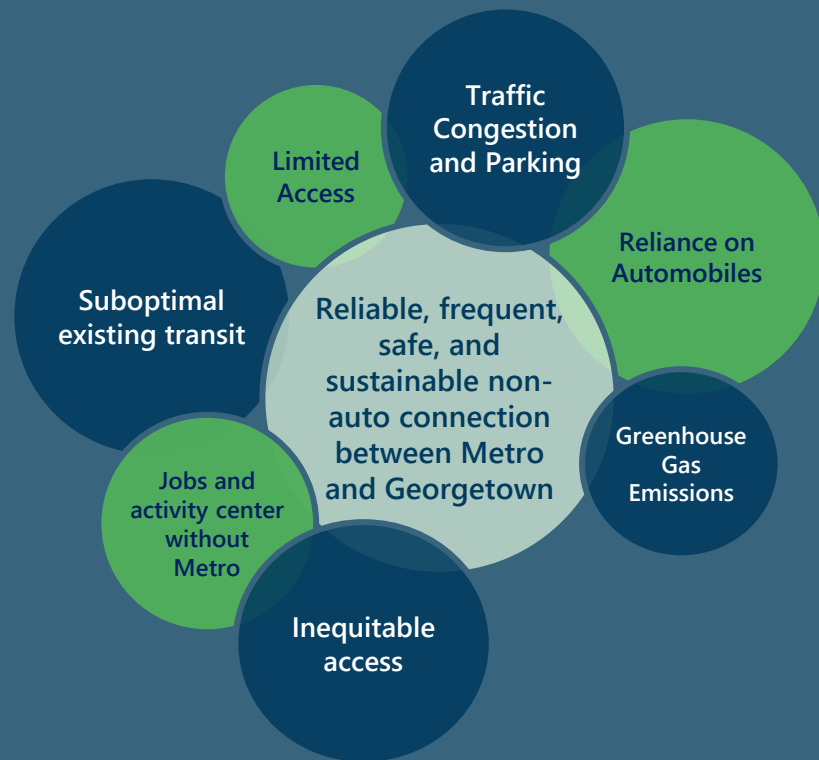 Traffic
Congestion
and Parking
Limited
Access
Reliance on
Automobiles
Suboptimal
existing transit
Reliable, frequent,
safe, and
sustainable non-
auto connection
between Metro
and Georgetown
Greenhouse
Gas
Emissions
Jobs and
activity center
without
Metro
Inequitable
access